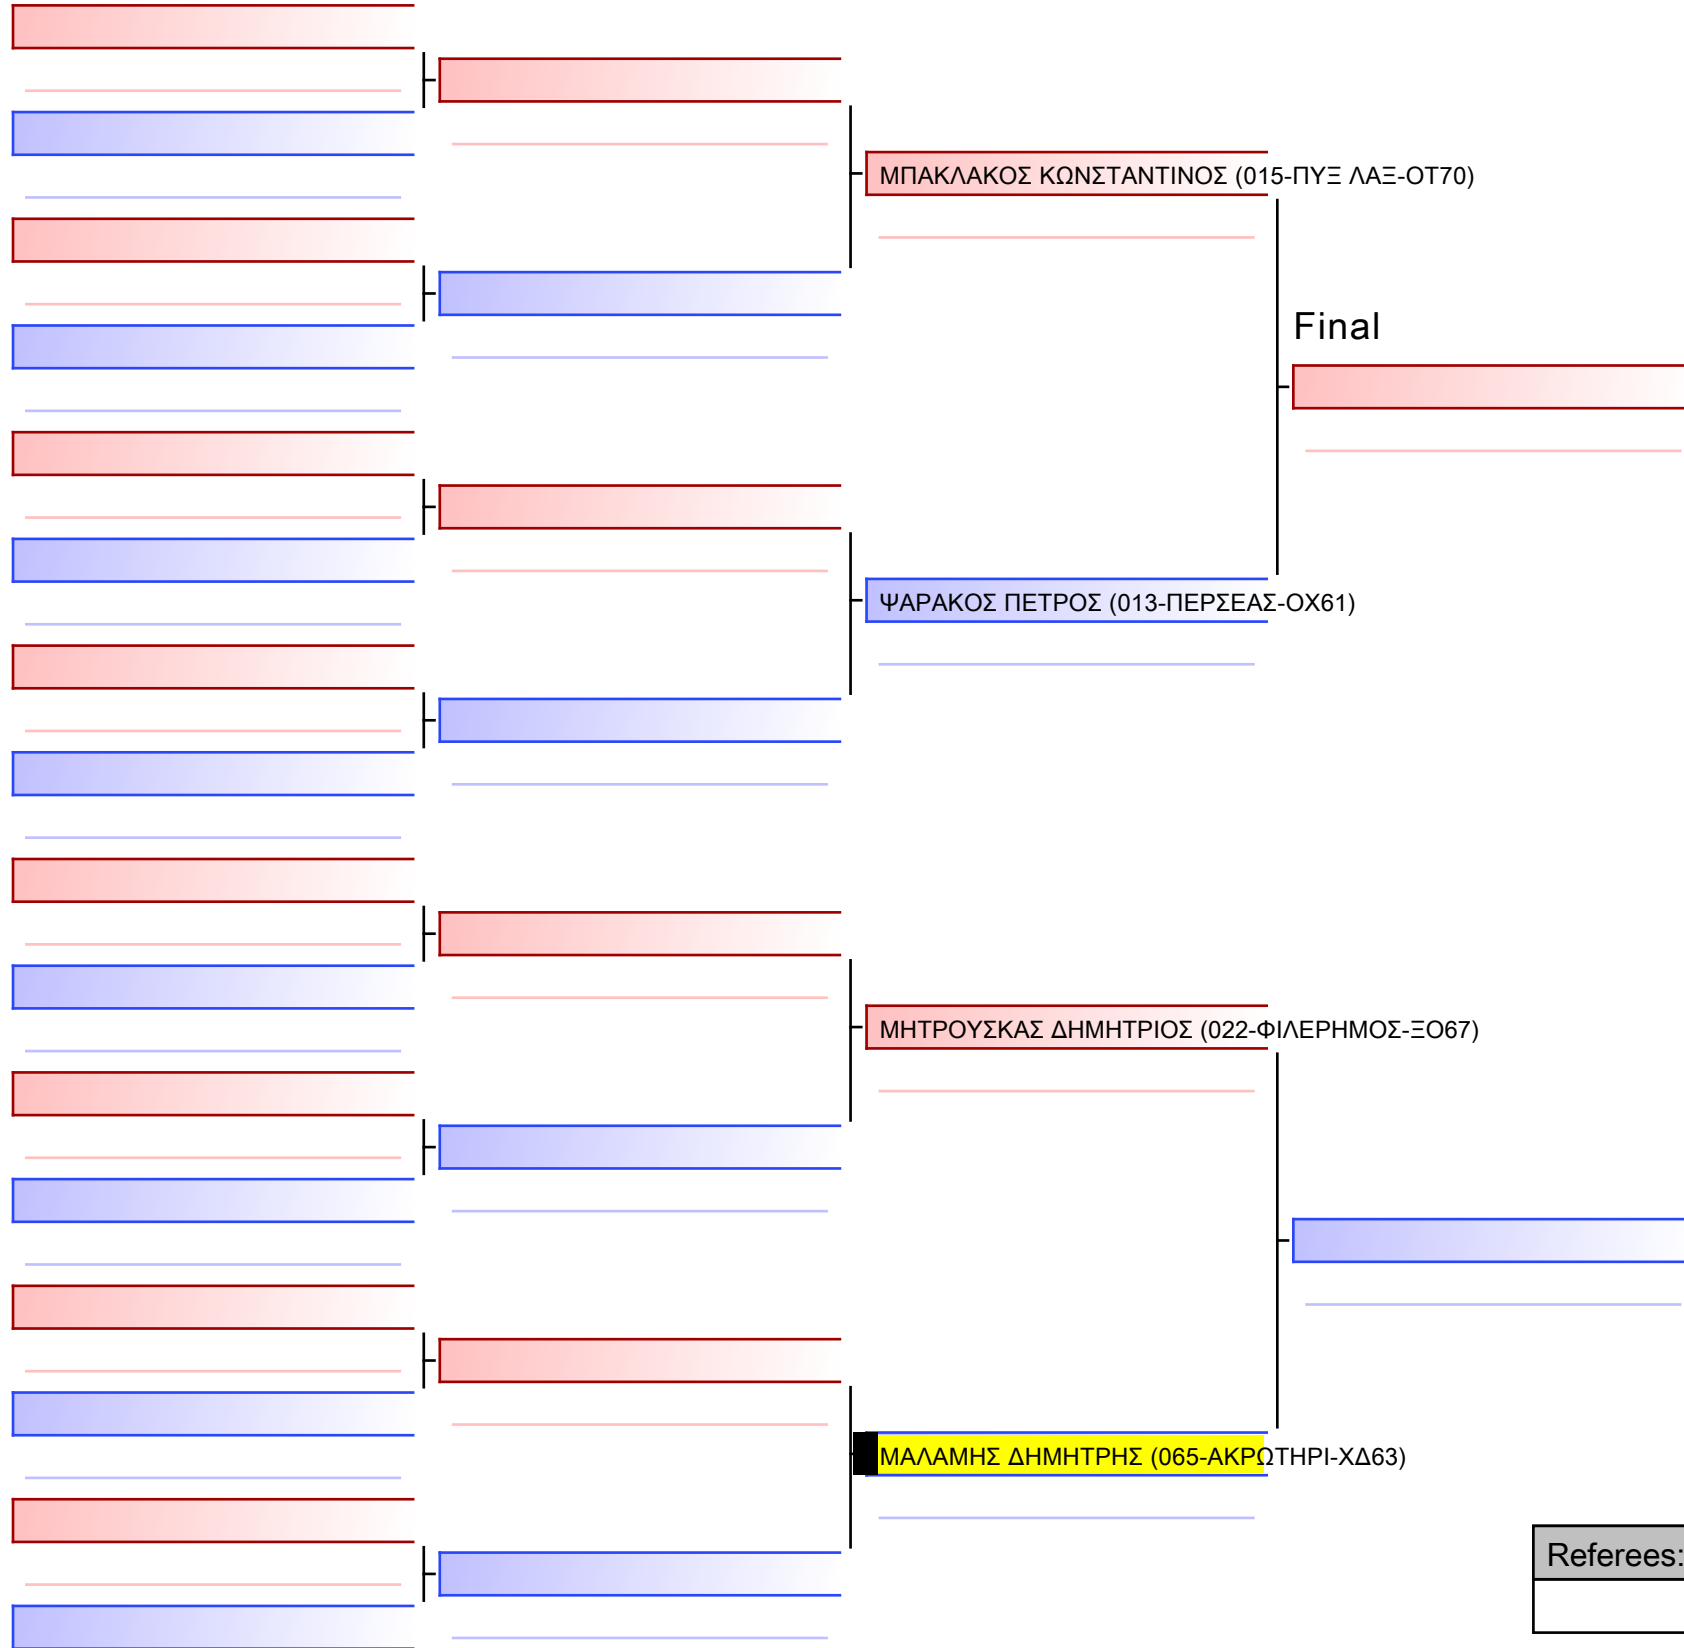 ΜΠΑΚΛΑΚΟΣ ΚΩΝΣΤΑΝΤΙΝΟΣ (015-ΠΥΞ ΛΑΞ-ΟΤ70)
Final
ΨΑΡΑΚΟΣ ΠΕΤΡΟΣ (013-ΠΕΡΣΕΑΣ-ΟΧ61)
ΜΗΤΡΟΥΣΚΑΣ ΔΗΜΗΤΡΙΟΣ (022-ΦΙΛΕΡΗΜΟΣ-ΞΟ67)
ΜΑΛΑΜΗΣ ΔΗΜΗΤΡΗΣ (065-ΑΚΡΩΤΗΡΙ-ΧΔ63)
Referees: